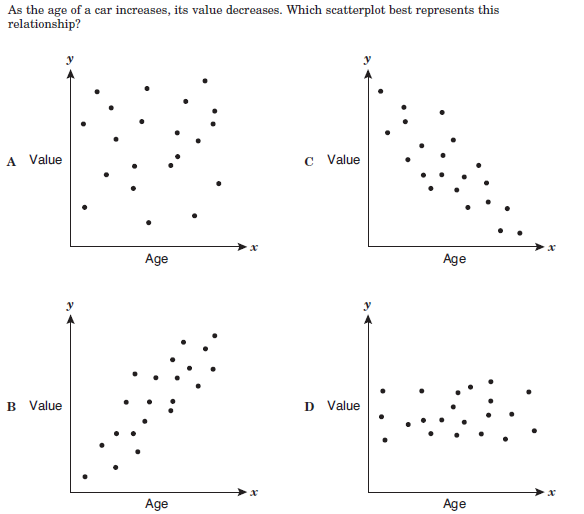 As the age of a car increases, its value decreases. Which scatterplot best represents this
relationship?
y
A Value
x
Age
y
C Value
x
Age
y
B Value
x
Age
y
D Value
x
Age